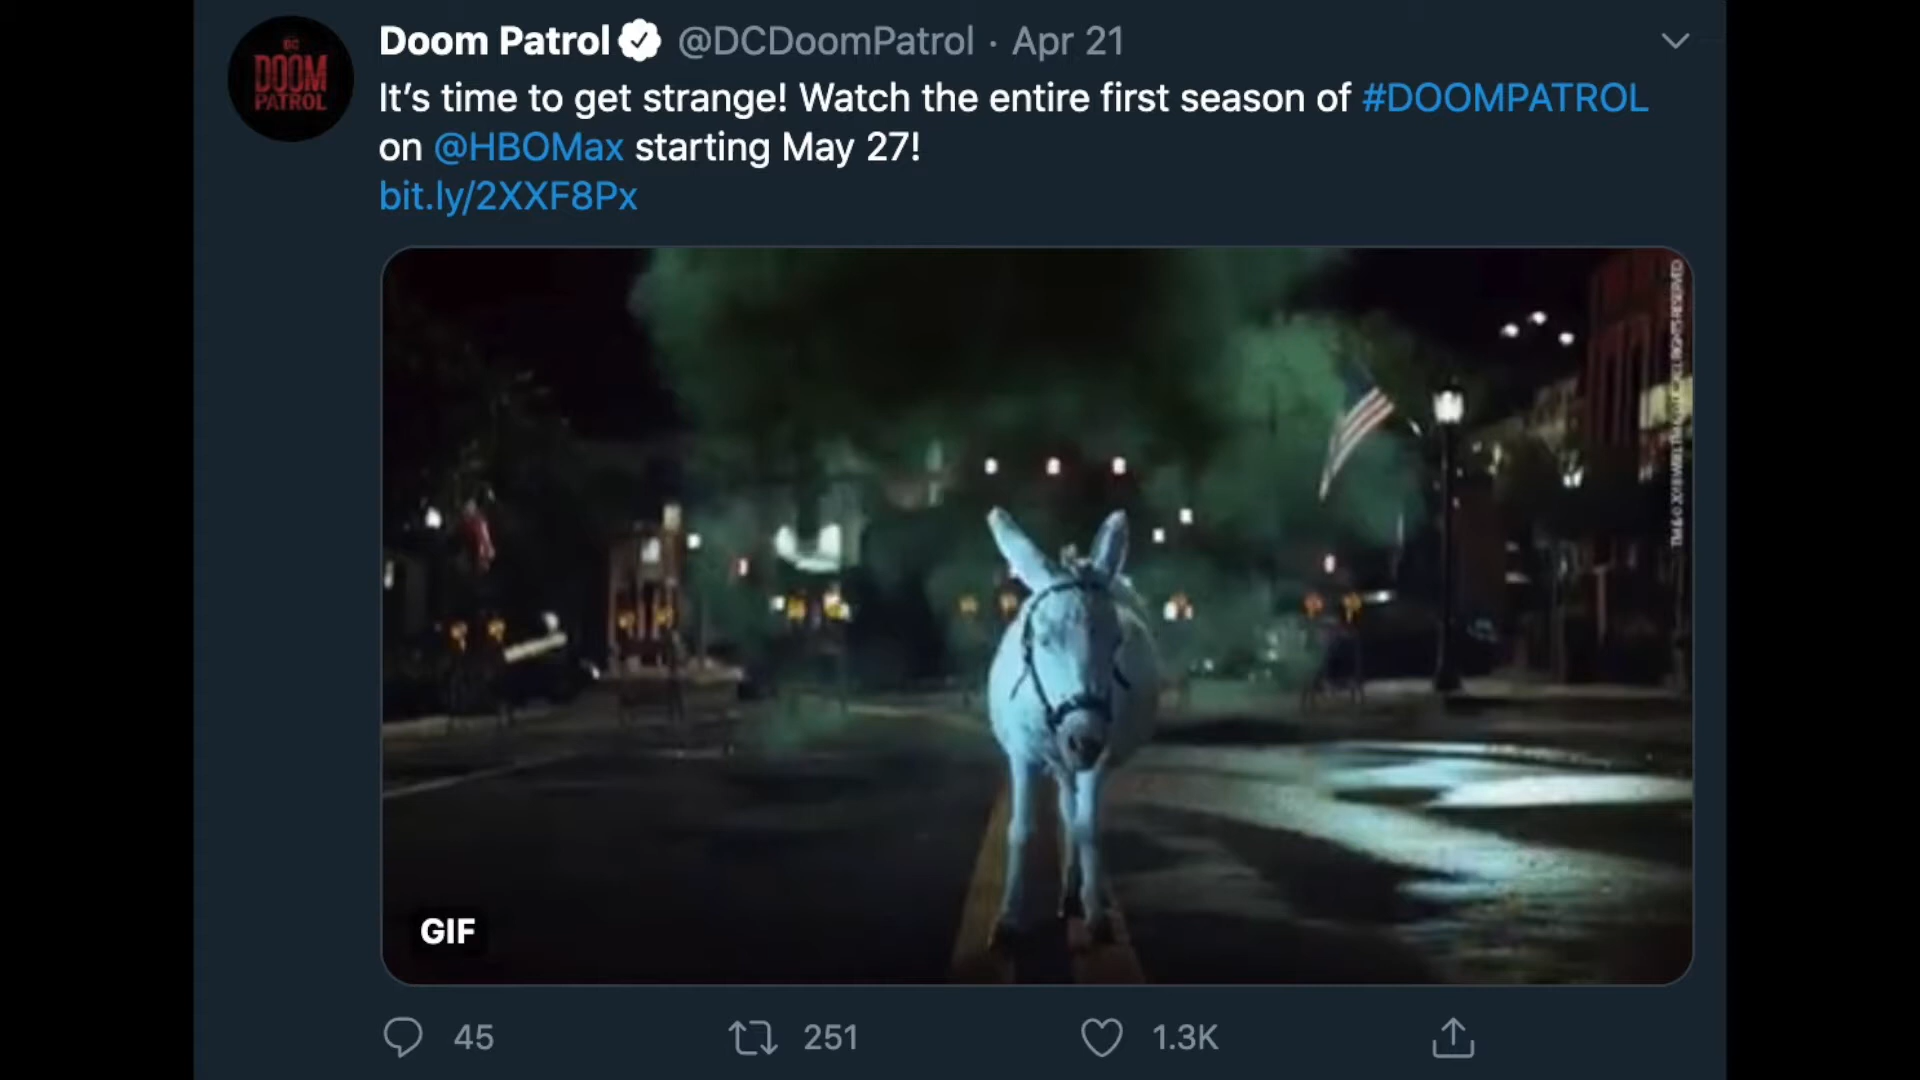 DC
DOOM
PATROL
Doom Patrol @DCDoomPatrol · Apr 21
It's time to get strange! Watch the entire first season of #DOOMPATROL
on @HBOMax starting May 27!
bit.ly/2XXF8Px
GIF
45 251 1.3K